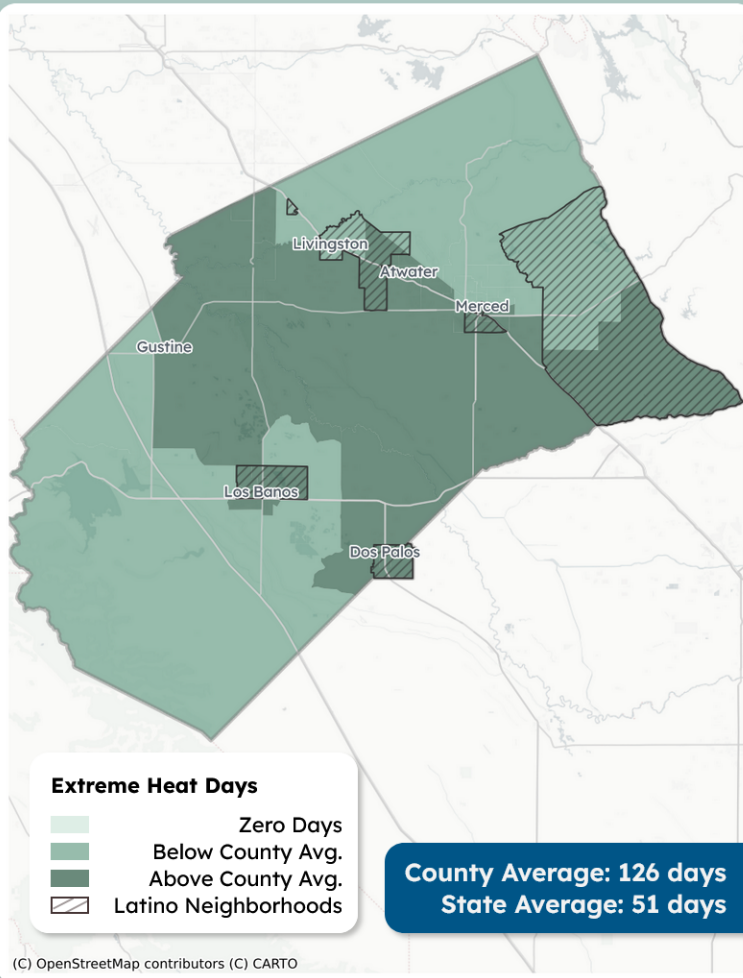 Livingston
Atwater
Merced
Gustine
Los Banos
Dos Palos
Extreme Heat Days
Zero Days
Below County Avg.
Above County Avg.
Latino Neighborhoods
County Average: 126 days
State Average: 51 days
(C) OpenStreetMap contributors (C) CARTO